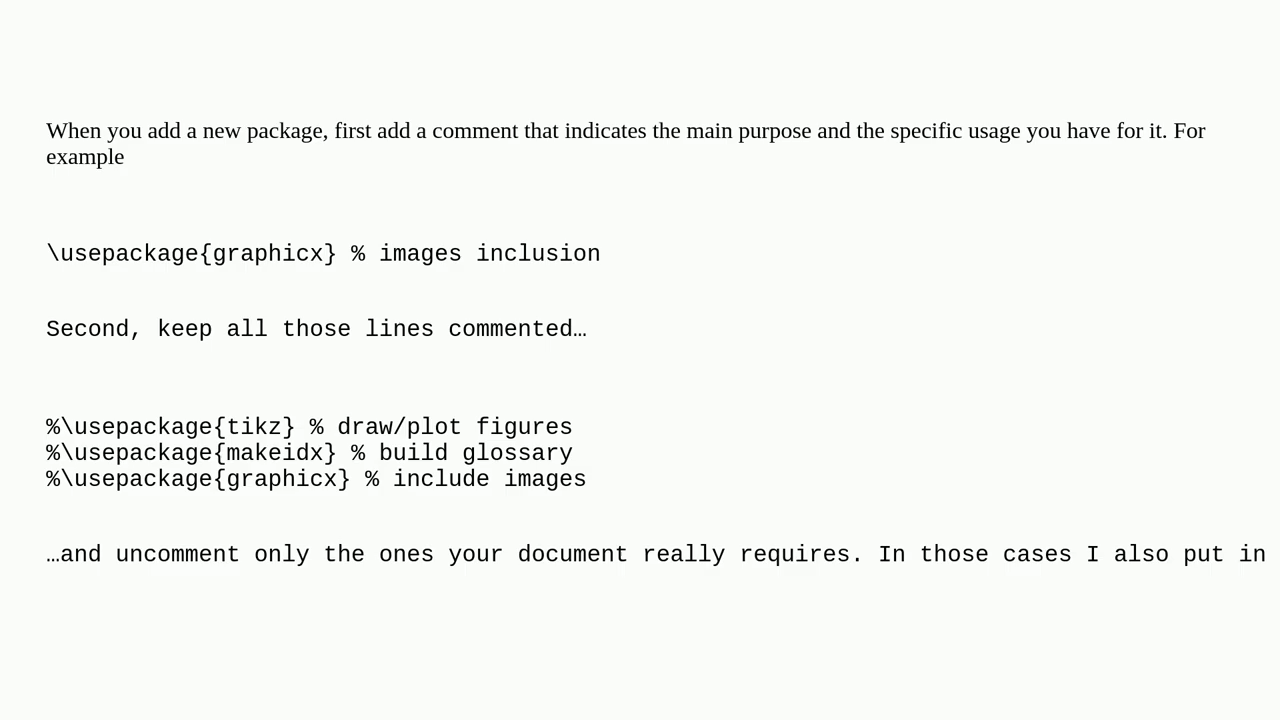 When you add a new package, first add a comment that indicates the main purpose and the specific usage you have for it. For
example
\usepackage{graphicx} % images inclusion
Second, keep all those lines commented…
%\usepackage{tikz} % draw/plot figures
%\usepackage{makeidx} % build glossary
%\usepackage{graphicx} % include images
…and uncomment only the ones your document really requires. In those cases I also put in